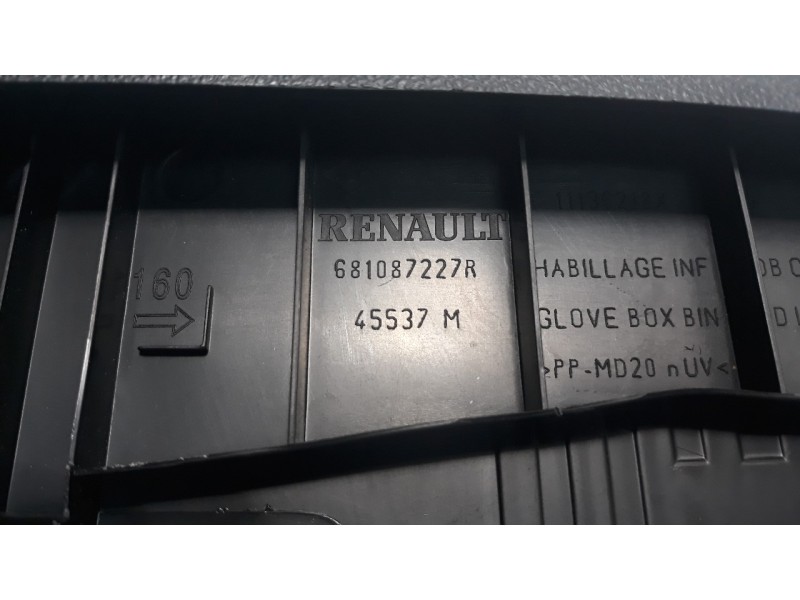 RENAULT
681087227R
45537 M
160
HABILLAGE INF
GLOVE BOX BIN
>PP-MD20 nUV<